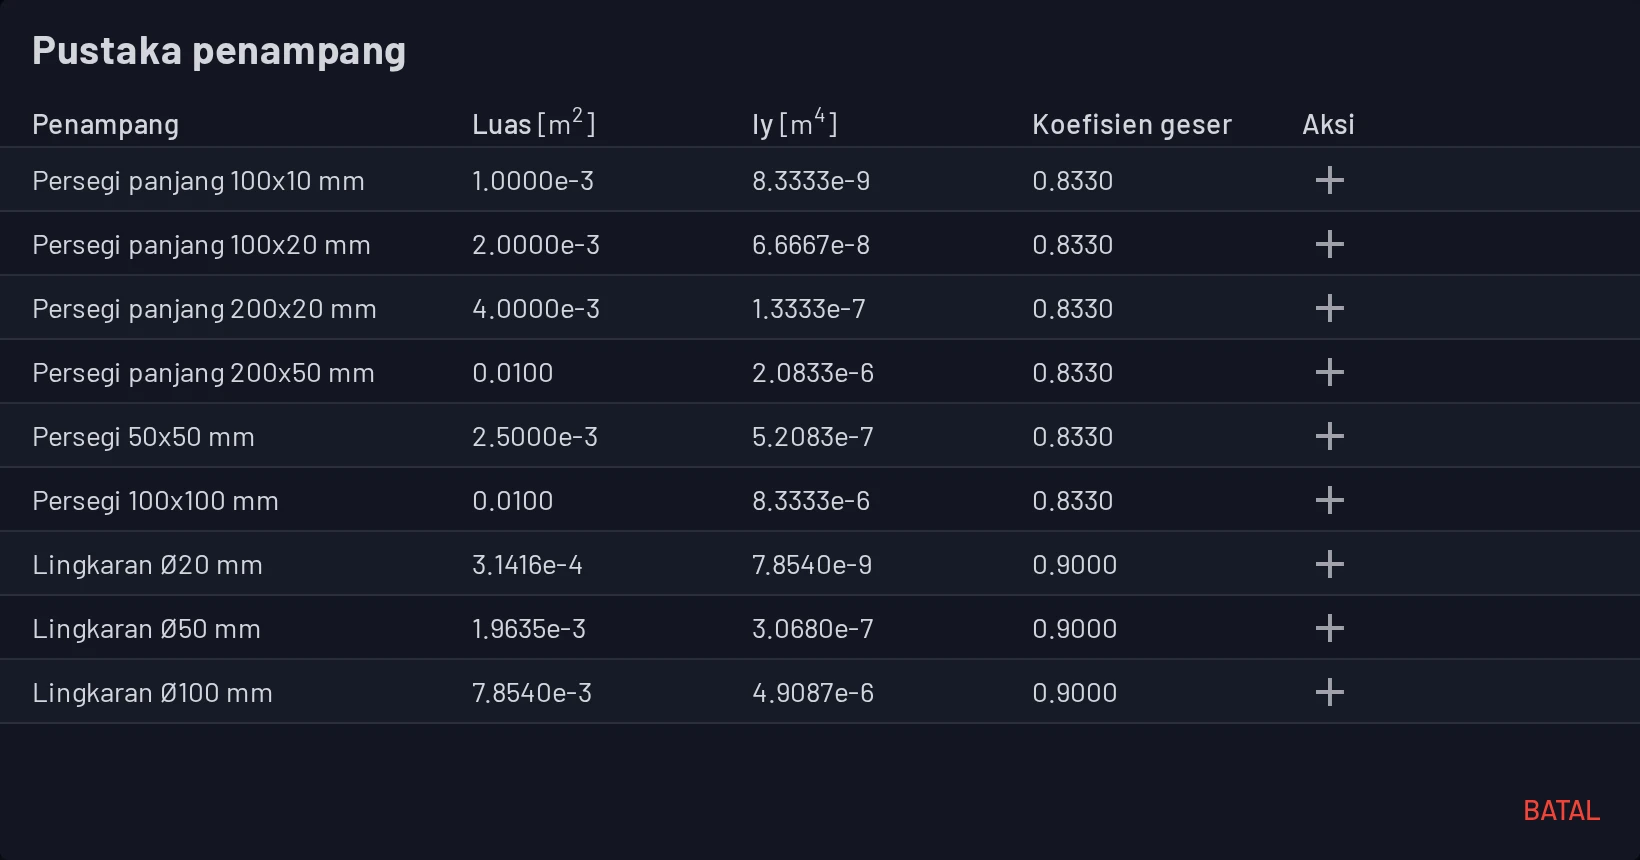 Pustaka penampang
Penampang Luas [m²] Iy [m⁴] Koefisien geser Aksi
Persegi panjang 100x10 mm 1.0000e-3 8.3333e-9 0.8330
Persegi panjang 100x20 mm 2.0000e-3 6.6667e-8 0.8330
Persegi panjang 200x20 mm 4.0000e-3 1.3333e-7 0.8330
Persegi panjang 200x50 mm 0.0100 2.0833e-6 0.8330
Persegi 50x50 mm 2.5000e-3 5.2083e-7 0.8330
Persegi 100x100 mm 0.0100 8.3333e-6 0.8330
Lingkaran Ø20 mm 3.1416e-4 7.8540e-9 0.9000
Lingkaran Ø50 mm 1.9635e-3 3.0680e-7 0.9000
Lingkaran Ø100 mm 7.8540e-3 4.9087e-6 0.9000
BATAL